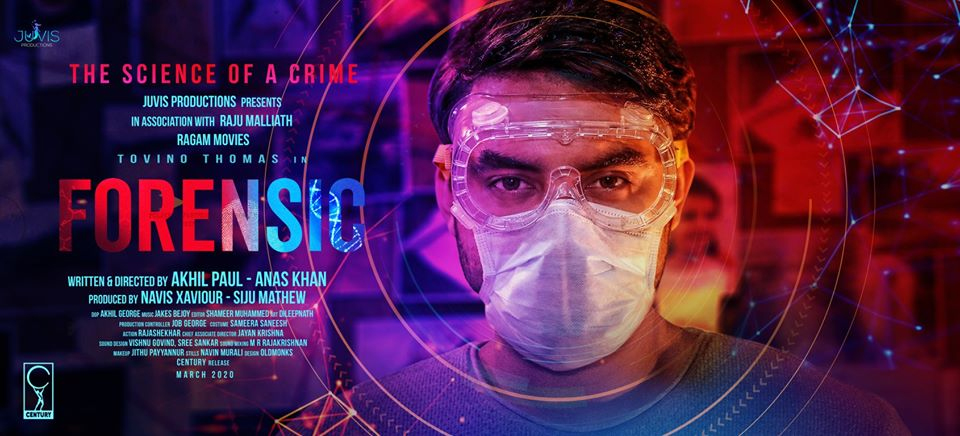 JUVIS
PRODUCTIONS
THE SCIENCE OF A CRIME
JUVIS PRODUCTIONS PRESENTS
IN ASSOCIATION WITH RAJU MALLIATH
RAGAM MOVIES
TOVINO THOMAS IN
FORENSIC
WRITTEN & DIRECTED BY AKHIL PAUL - ANAS KHAN
PRODUCED BY NAVIS XAVIOUR - SIJU MATHEW
DOP AKHIL GEORGE MUSIC JAKES BEJOY EDITOR SHAMEER MUHAMMED ART DILEEPNATH
PRODUCTION CONTROLLER JOB GEORGE COSTUME SAMEERA SANEESH
ACTION RAJASHEKHAR CHIEF ASSOCIATE DIRECTOR JAYAN KRISHNA
SOUND DESIGN VISHNU GOVIND, SREE SANKAR SOUND MIXING M R RAJAKRISHNAN
MAKEUP JITHU PAYYANNUR STILLS NAVIN MURALI DESIGN OLDMONKS
CENTURY RELEASE
MARCH 2020
CENTURY